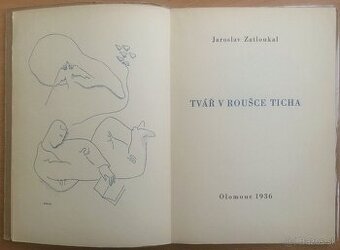 Jaroslav Zatloukal
TVÁŘ V ROUŠCE TICHA
Olomouc 1936